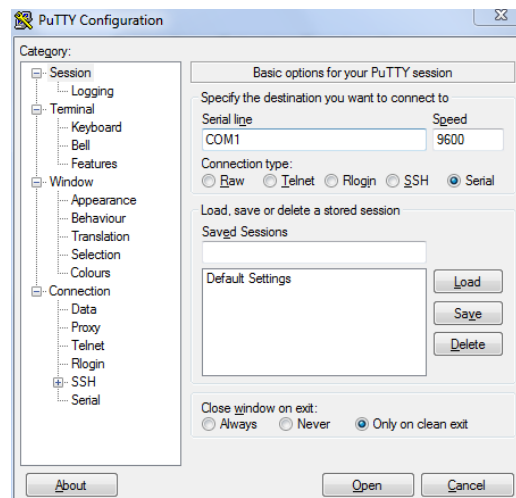 PuTTY Configuration
Category:
Session
Logging
Terminal
Keyboard
Bell
Features
Window
Appearance
Behaviour
Translation
Selection
Colours
Connection
Data
Proxy
Telnet
Rlogin
SSH
Serial
Basic options for your PuTTY session
Specify the destination you want to connect to
Serial line Speed
COM1 9600
Connection type:
Raw Telnet Rlogin SSH Serial
Load, save or delete a stored session
Saved Sessions
Default Settings
Load
Save
Delete
Close window on exit:
Always Never Only on clean exit
About Open Cancel